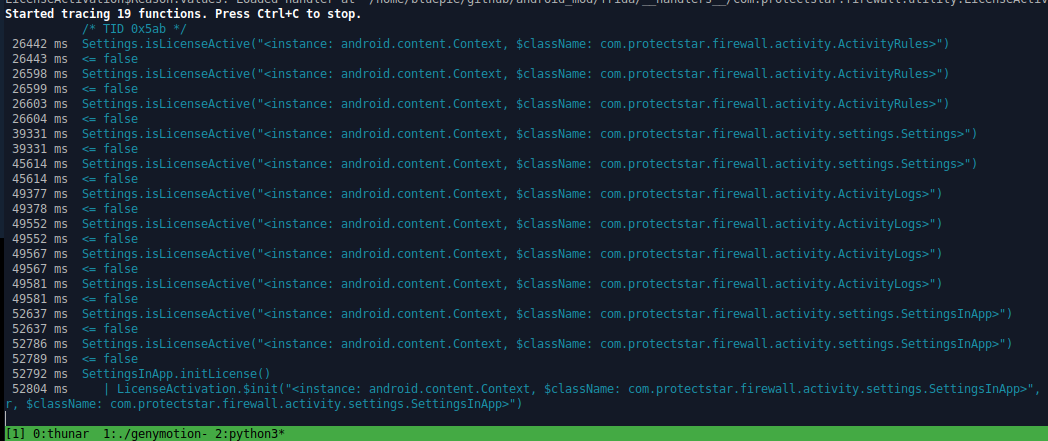 Started tracing 19 functions. Press Ctrl+C to stop.
/* TID 0x5ab */
26442 ms  Settings.isLicenseActive("<instance: android.content.Context, $className: com.protectstar.firewall.activity.ActivityRules>")
26443 ms  <= false
26598 ms  Settings.isLicenseActive("<instance: android.content.Context, $className: com.protectstar.firewall.activity.ActivityRules>")
26599 ms  <= false
26603 ms  Settings.isLicenseActive("<instance: android.content.Context, $className: com.protectstar.firewall.activity.ActivityRules>")
26604 ms  <= false
39331 ms  Settings.isLicenseActive("<instance: android.content.Context, $className: com.protectstar.firewall.activity.settings.Settings>")
39331 ms  <= false
45614 ms  Settings.isLicenseActive("<instance: android.content.Context, $className: com.protectstar.firewall.activity.settings.Settings>")
45614 ms  <= false
49377 ms  Settings.isLicenseActive("<instance: android.content.Context, $className: com.protectstar.firewall.activity.ActivityLogs>")
49378 ms  <= false
49552 ms  Settings.isLicenseActive("<instance: android.content.Context, $className: com.protectstar.firewall.activity.ActivityLogs>")
49552 ms  <= false
49567 ms  Settings.isLicenseActive("<instance: android.content.Context, $className: com.protectstar.firewall.activity.ActivityLogs>")
49567 ms  <= false
49581 ms  Settings.isLicenseActive("<instance: android.content.Context, $className: com.protectstar.firewall.activity.ActivityLogs>")
49581 ms  <= false
52637 ms  Settings.isLicenseActive("<instance: android.content.Context, $className: com.protectstar.firewall.activity.settings.SettingsInApp>")
52637 ms  <= false
52786 ms  Settings.isLicenseActive("<instance: android.content.Context, $className: com.protectstar.firewall.activity.settings.SettingsInApp>")
52789 ms  <= false
52792 ms  SettingsInApp.initLicense()
52804 ms     | LicenseActivation.$init("<instance: android.content.Context, $className: com.protectstar.firewall.activity.settings.SettingsInApp>",
r, $className: com.protectstar.firewall.activity.settings.SettingsInApp>")
[1] 0:thunar  1:./genymotion- 2:python3*